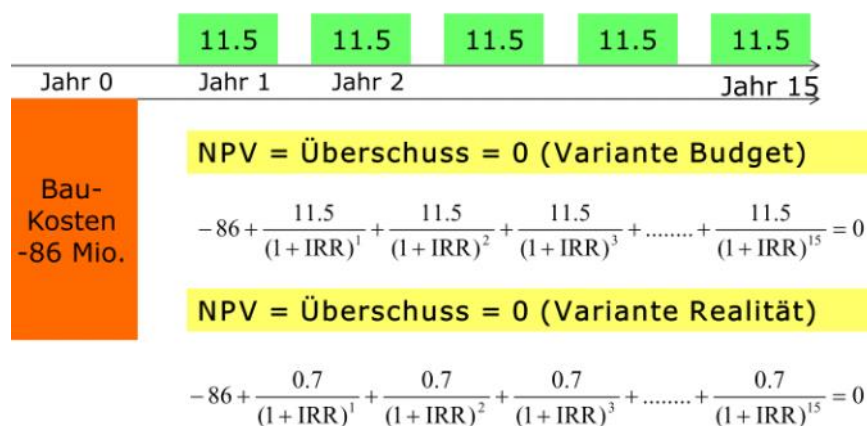 11.5 11.5 11.5 11.5 11.5
Jahr 0 Jahr 1 Jahr 2 Jahr 15
Bau-
Kosten
-86 Mio.
NPV = Überschuss = 0 (Variante Budget)
−86 + 11.5/(1+IRR)¹ + 11.5/(1+IRR)² + 11.5/(1+IRR)³ + ........ + 11.5/(1+IRR)¹⁵ = 0
NPV = Überschuss = 0 (Variante Realität)
−86 + 0.7/(1+IRR)¹ + 0.7/(1+IRR)² + 0.7/(1+IRR)³ + ........ + 0.7/(1+IRR)¹⁵ = 0